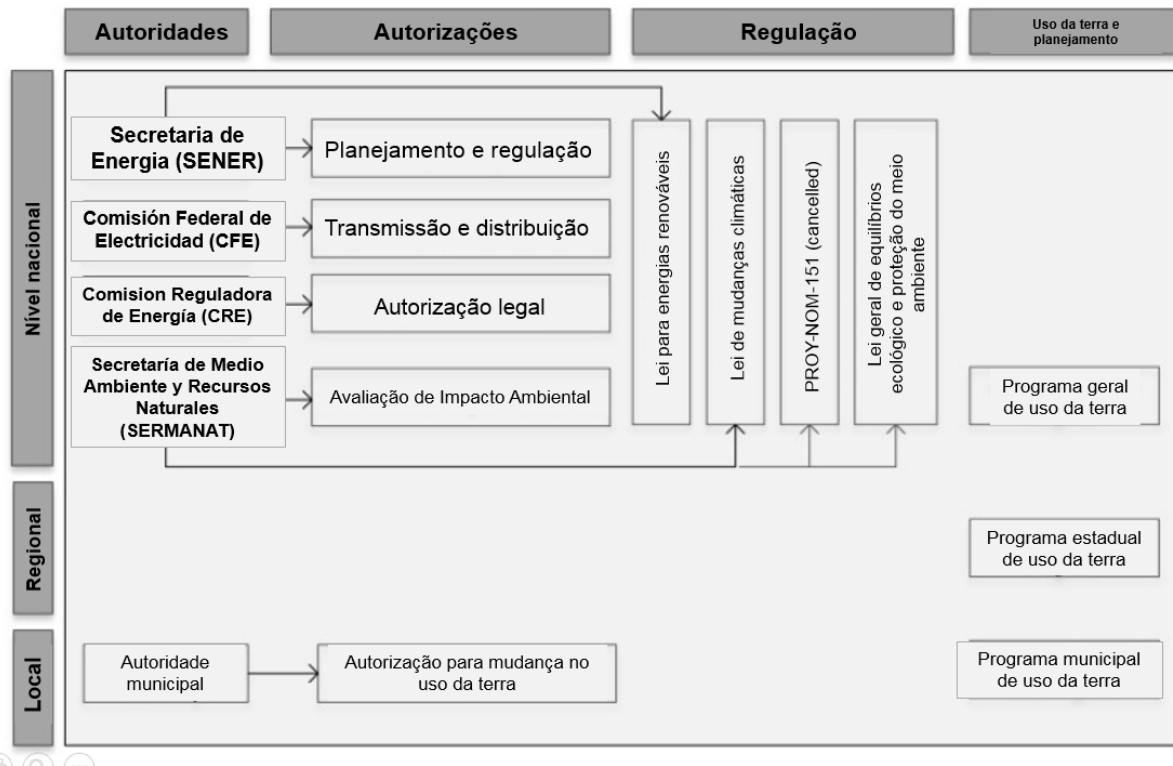 Autoridades
Autorizações
Regulação
Uso da terra e
planejamento
Nível nacional
Secretaria de
Energia (SENER)
Planejamento e regulação
Comisión Federal de
Electricidad (CFE)
Transmissão e distribuição
Comision Reguladora
de Energía (CRE)
Autorização legal
Secretaría de Medio
Ambiente y Recursos
Naturales
(SERMANAT)
Avaliação de Impacto Ambiental
Lei para energias renováveis
Lei de mudanças climáticas
PROY-NOM-151 (cancelled)
Lei geral de equilíbrios
ecológico e proteção do meio
ambiente
Programa geral
de uso da terra
Regional
Programa estadual
de uso da terra
Local
Autoridade
municipal
Autorização para mudança no
uso da terra
Programa municipal
de uso da terra